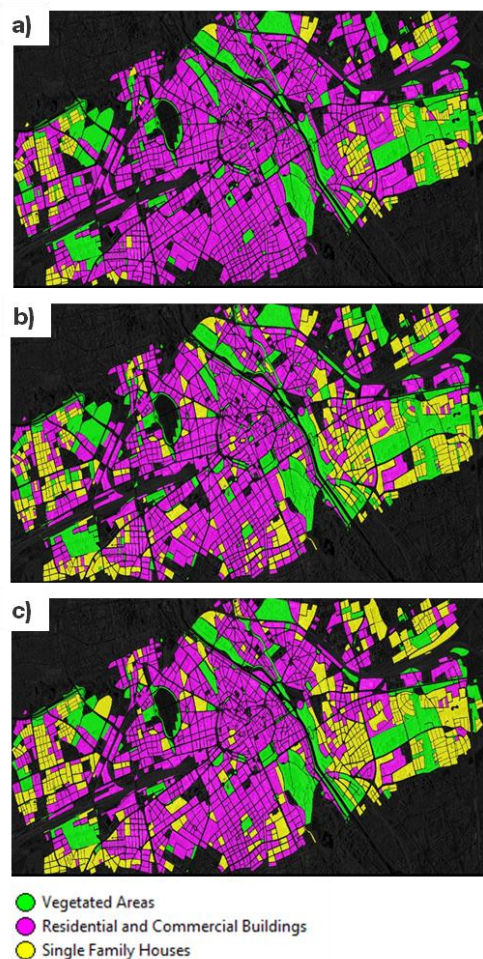 a)
b)
c)
Vegetated Areas
Residential and Commercial Buildings
Single Family Houses